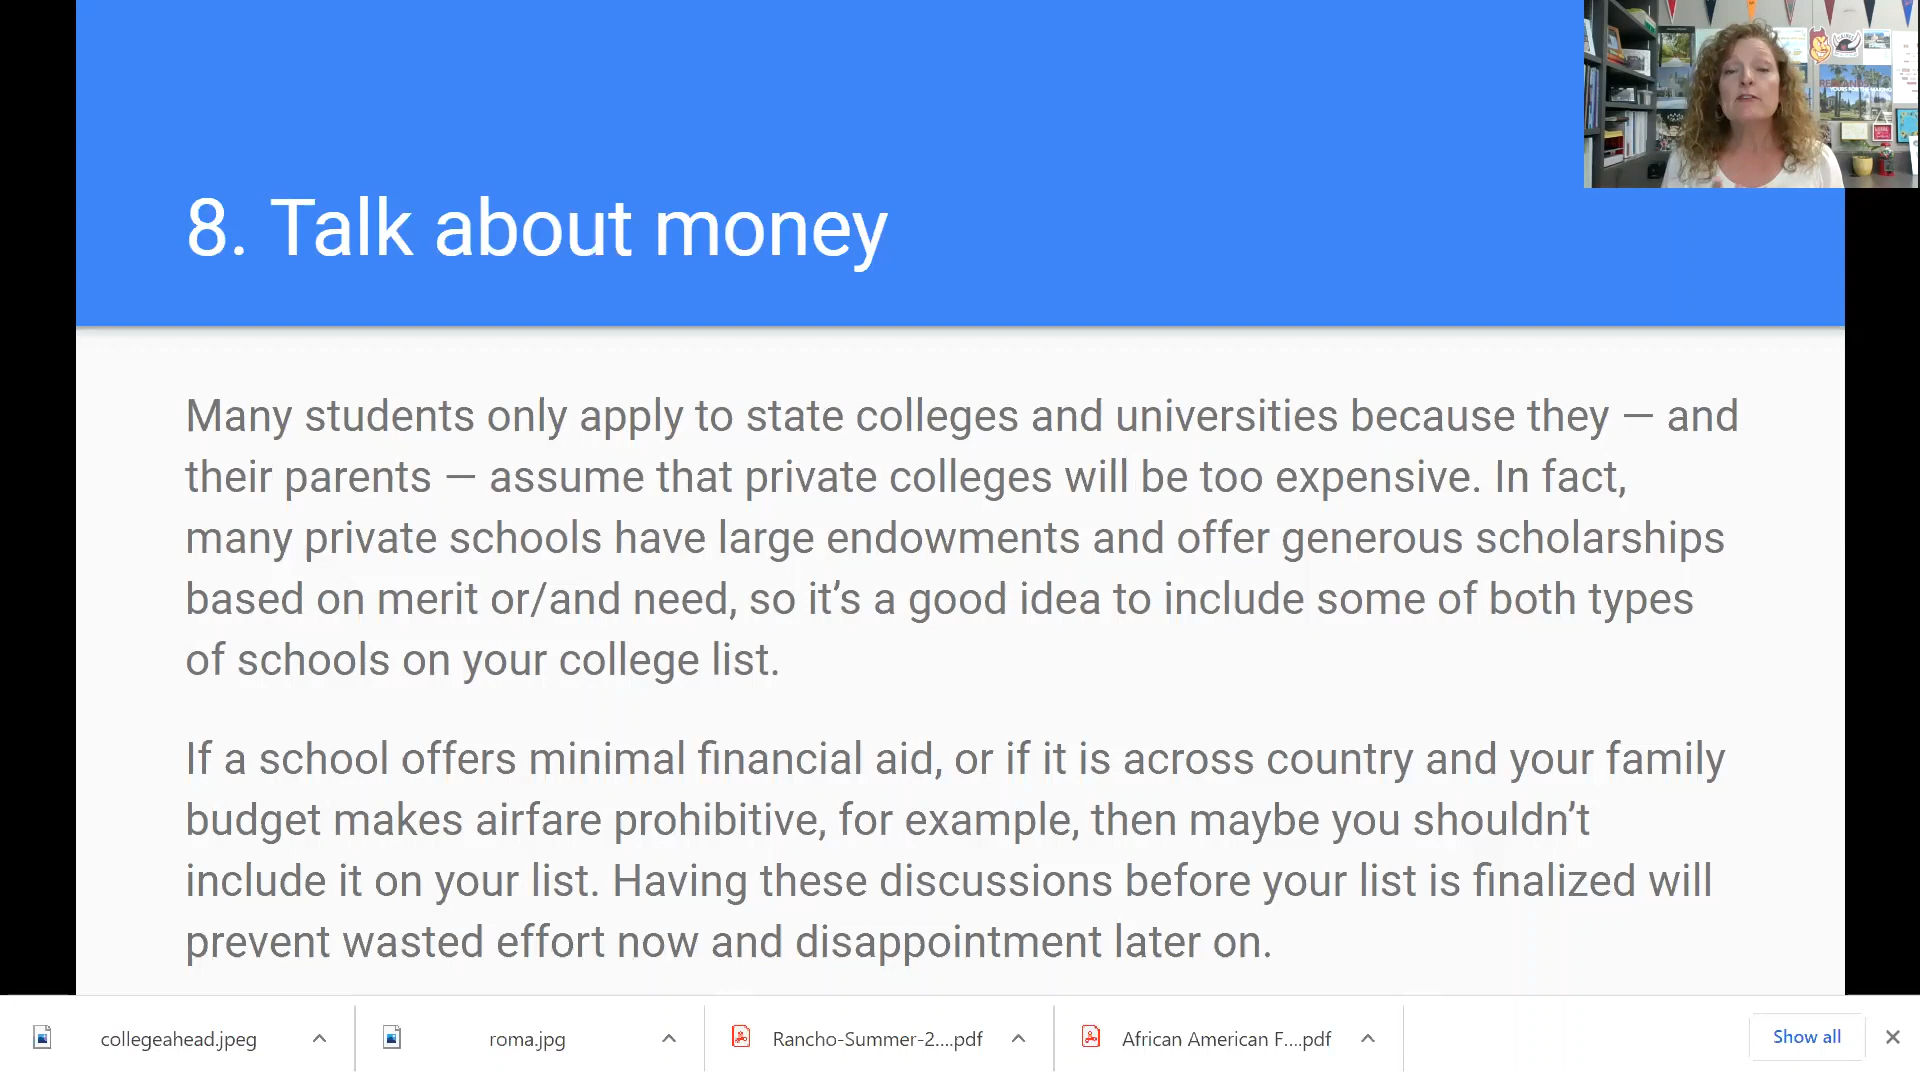 8. Talk about money
Many students only apply to state colleges and universities because they — and
their parents — assume that private colleges will be too expensive. In fact,
many private schools have large endowments and offer generous scholarships
based on merit or/and need, so it’s a good idea to include some of both types
of schools on your college list.
If a school offers minimal financial aid, or if it is across country and your family
budget makes airfare prohibitive, for example, then maybe you shouldn’t
include it on your list. Having these discussions before your list is finalized will
prevent wasted effort now and disappointment later on.
collegeahead.jpeg
roma.jpg
Rancho-Summer-2....pdf
African American F....pdf
Show all